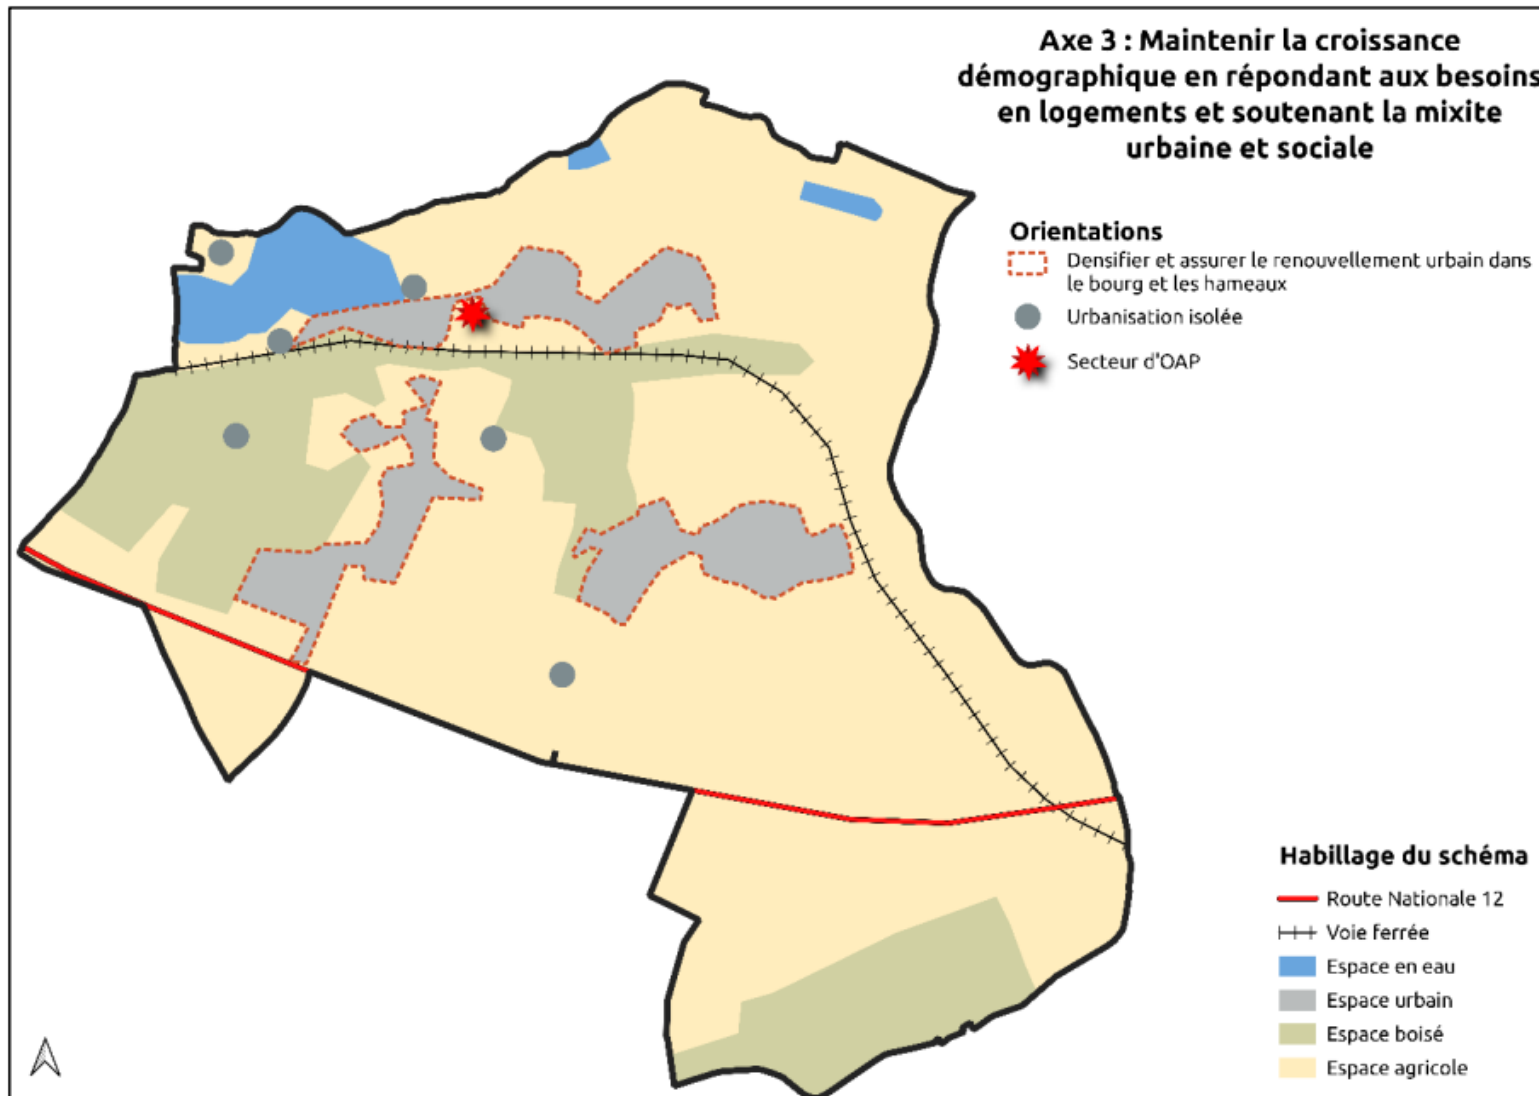 Axe 3 : Maintenir la croissance
démographique en répondant aux besoins
en logements et soutenant la mixite
urbaine et sociale
Orientations
Densifier et assurer le renouvellement urbain dans
le bourg et les hameaux
Urbanisation isolée
Secteur d'OAP
Habillage du schéma
Route Nationale 12
Voie ferrée
Espace en eau
Espace urbain
Espace boisé
Espace agricole